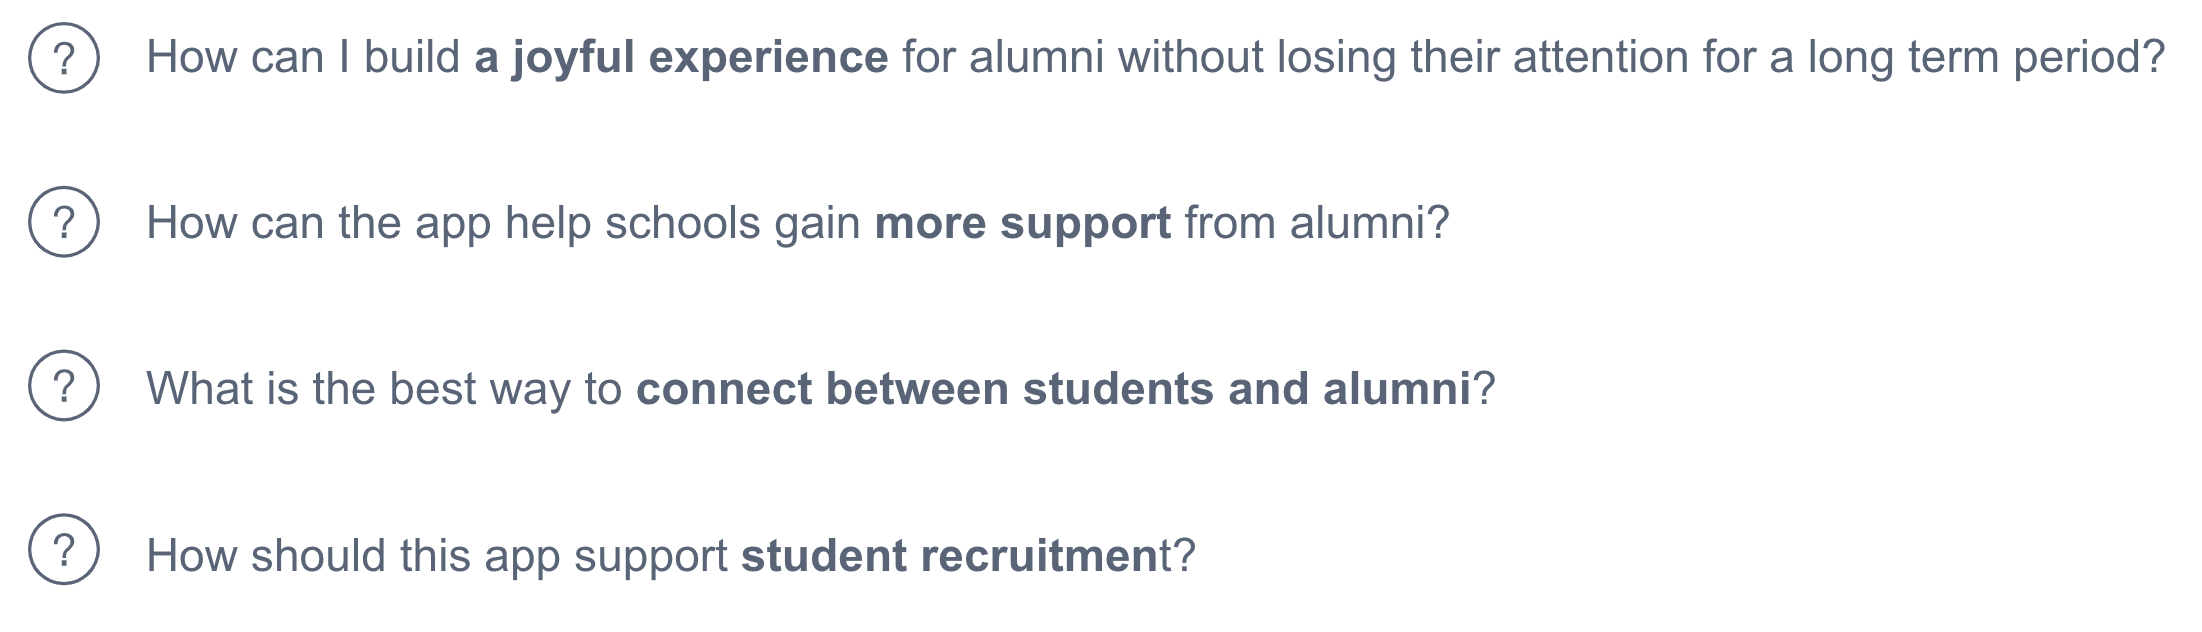 ? How can I build a joyful experience for alumni without losing their attention for a long term period?
? How can the app help schools gain more support from alumni?
? What is the best way to connect between students and alumni?
? How should this app support student recruitment?